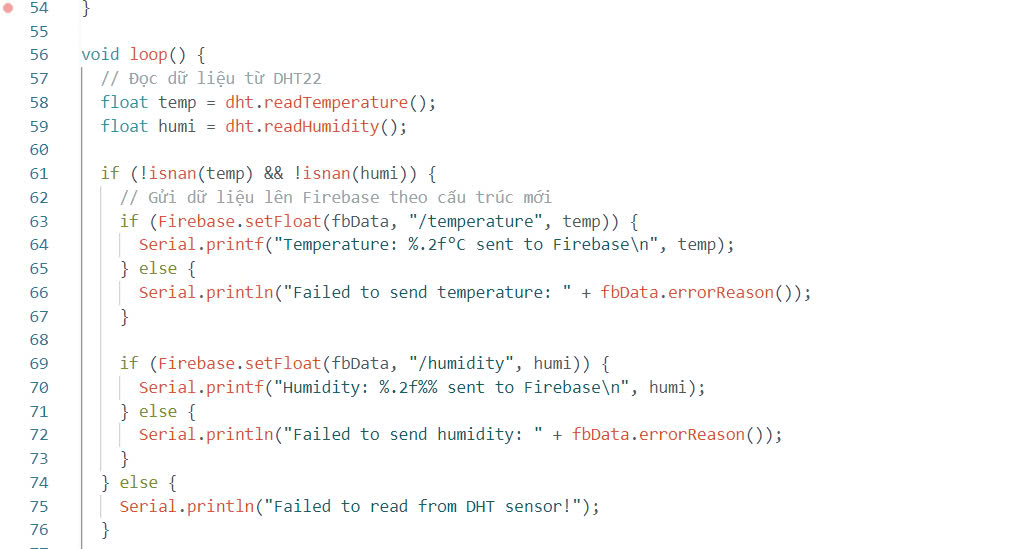 54 }
55
56 void loop() {
57 // Đọc dữ liệu từ DHT22
58 float temp = dht.readTemperature();
59 float humi = dht.readHumidity();
60
61 if (!isnan(temp) && !isnan(humi)) {
62 // Gửi dữ liệu lên Firebase theo cấu trúc mới
63 if (Firebase.setFloat(fbData, "/temperature", temp)) {
64 Serial.printf("Temperature: %.2f°C sent to Firebase\n", temp);
65 } else {
66 Serial.println("Failed to send temperature: " + fbData.errorReason());
67 }
68
69 if (Firebase.setFloat(fbData, "/humidity", humi)) {
70 Serial.printf("Humidity: %.2f%% sent to Firebase\n", humi);
71 } else {
72 Serial.println("Failed to send humidity: " + fbData.errorReason());
73 }
74 } else {
75 Serial.println("Failed to read from DHT sensor!");
76 }